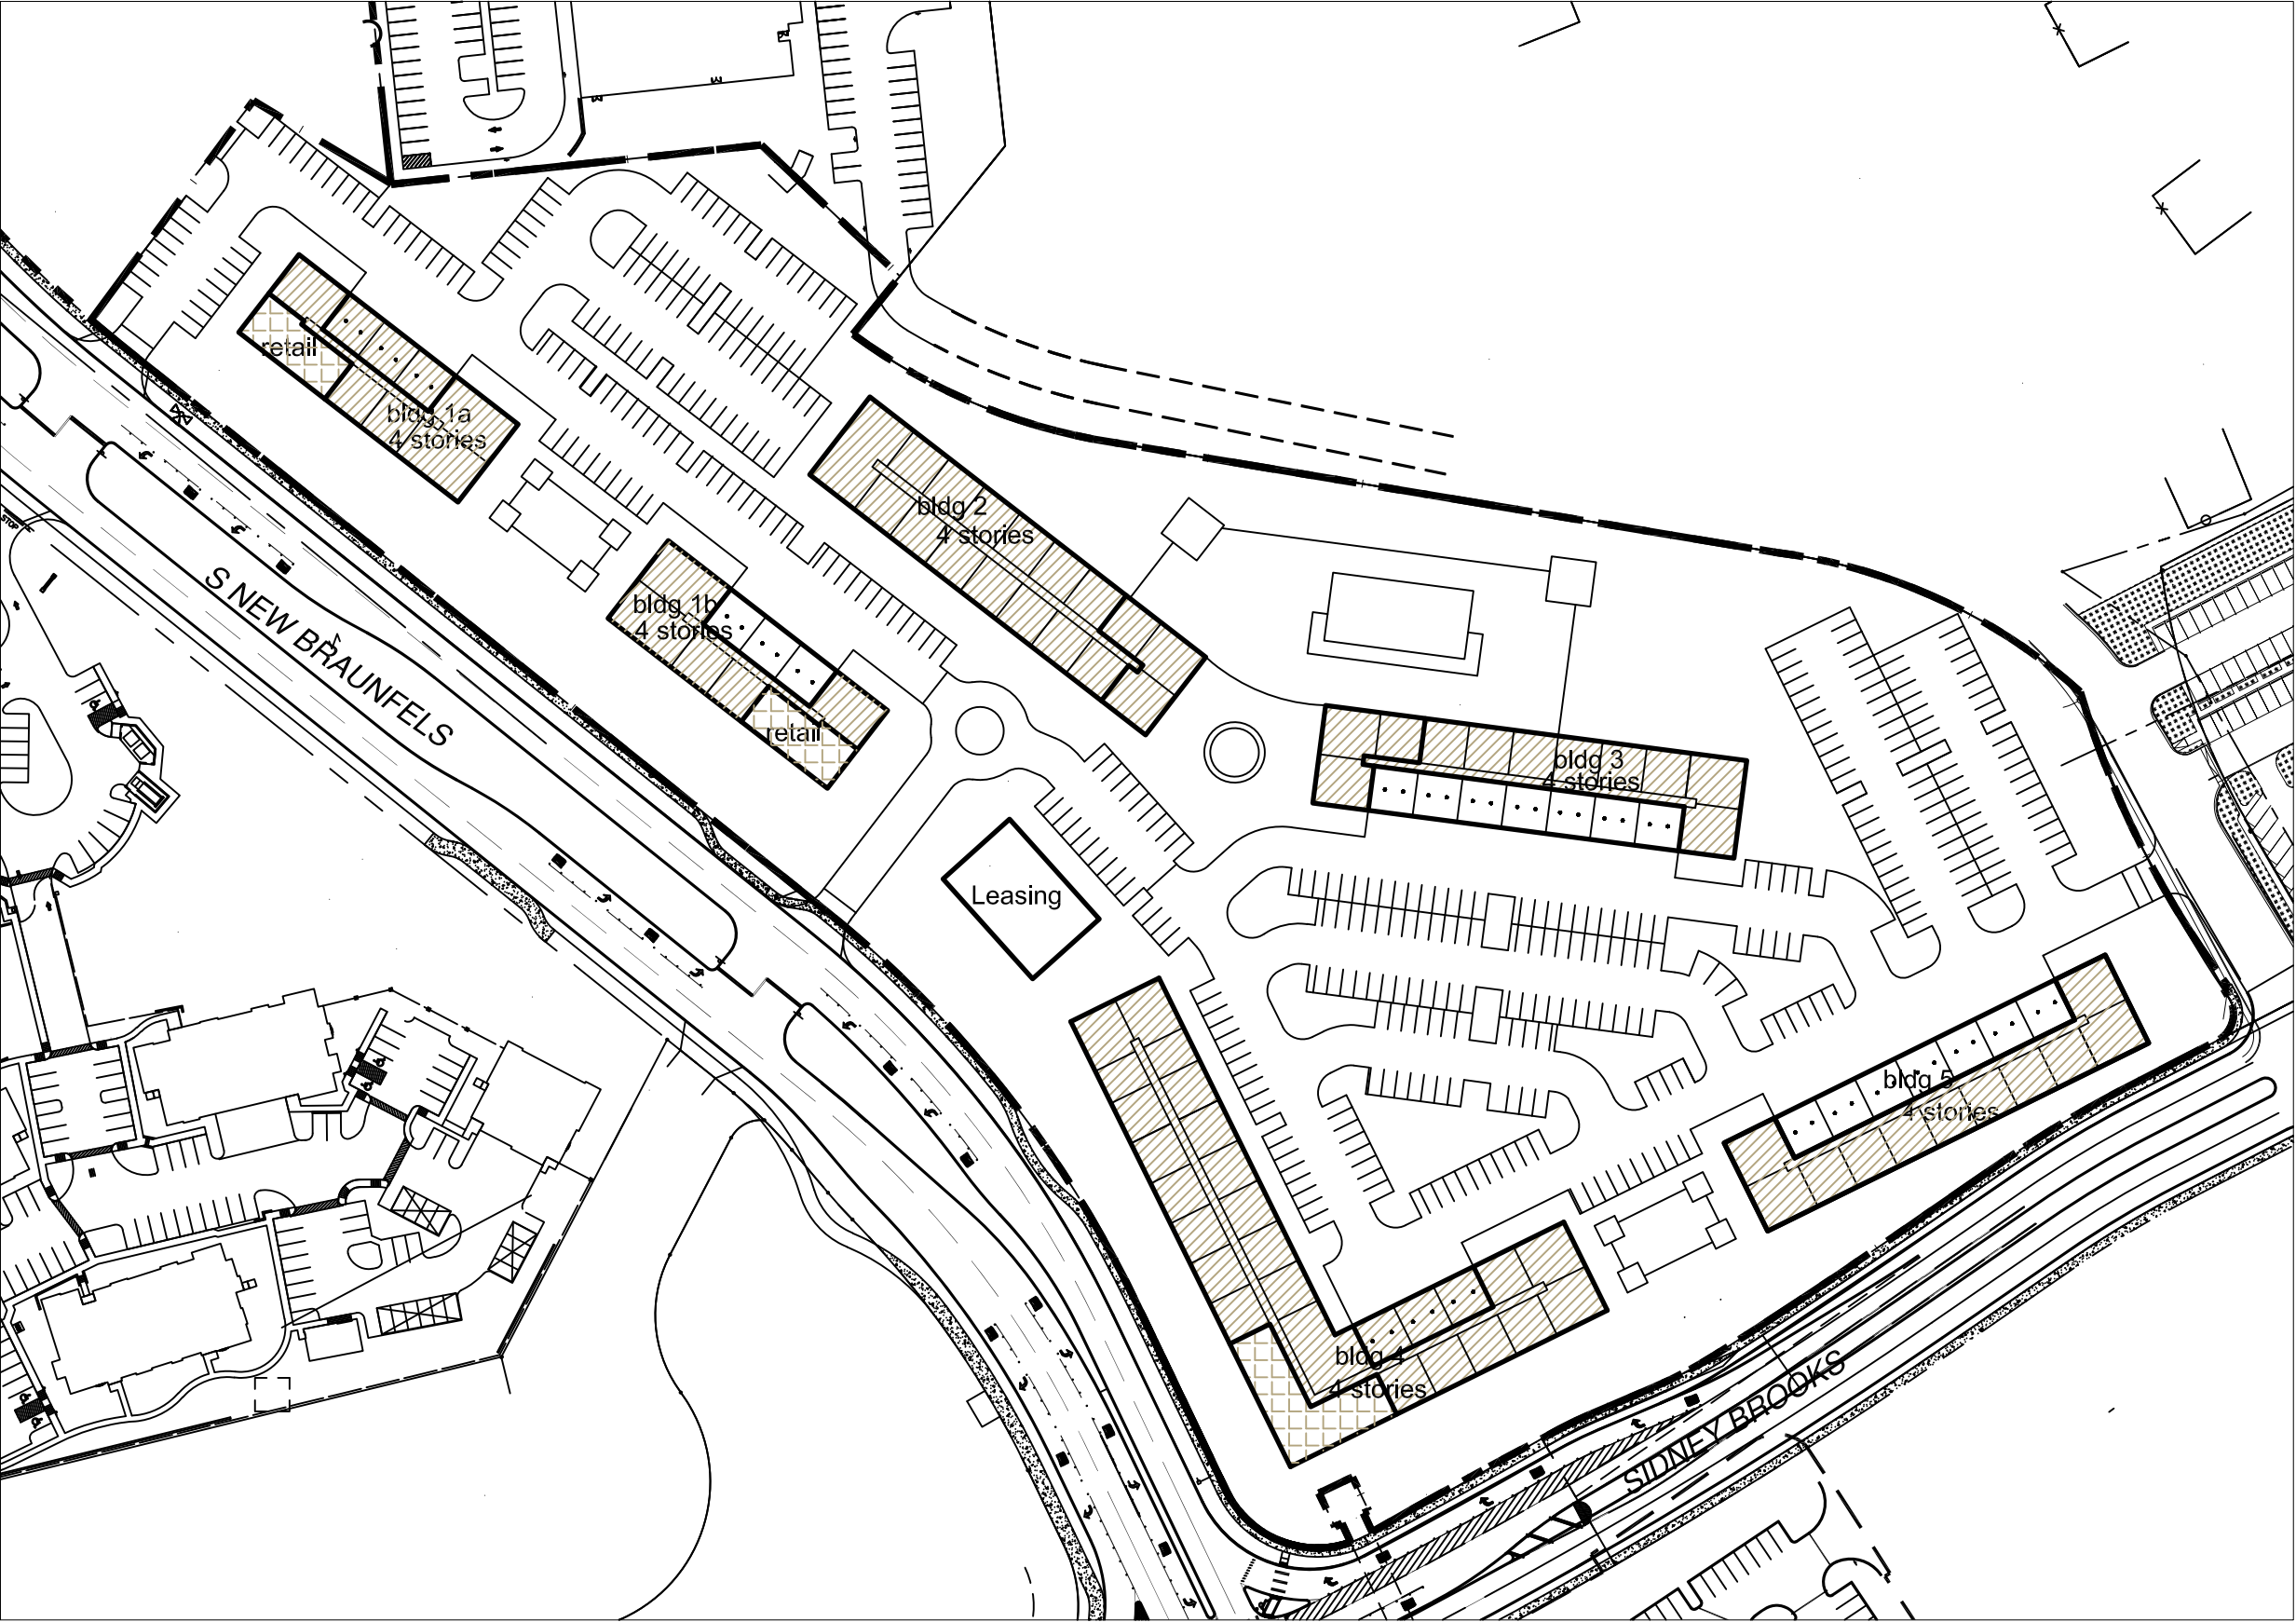 retail
bldg 1a
4 stories
bldg 2
4 stories
STOP
S NEW BRAUNFELS
bldg 1b
4 stories
retail
bldg 3
4 stories
Leasing
bldg 5
4 stories
bldg 4
4 stories
SIDNEY BROOKS